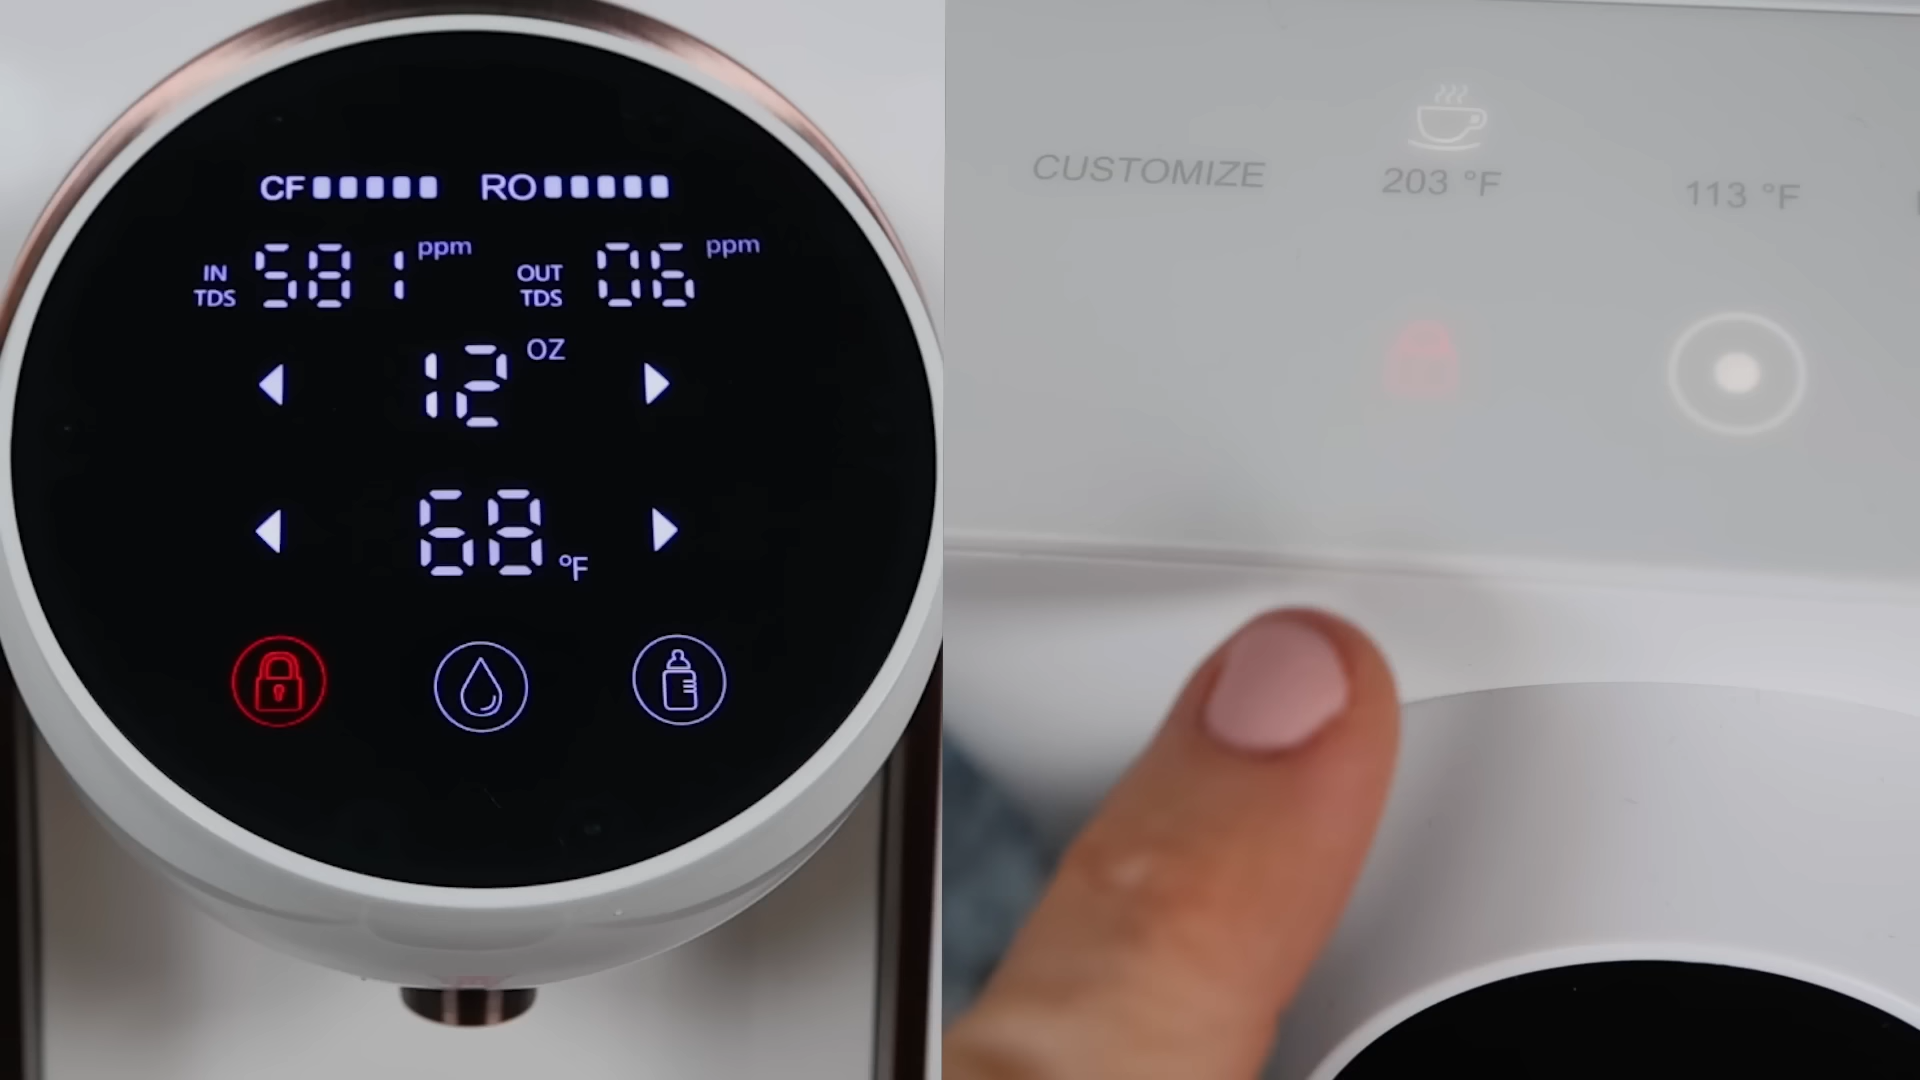 CF RO
IN TDS 581 ppm OUT TDS 06 ppm
12 OZ
68 °F
CUSTOMIZE
203 °F
113 °F